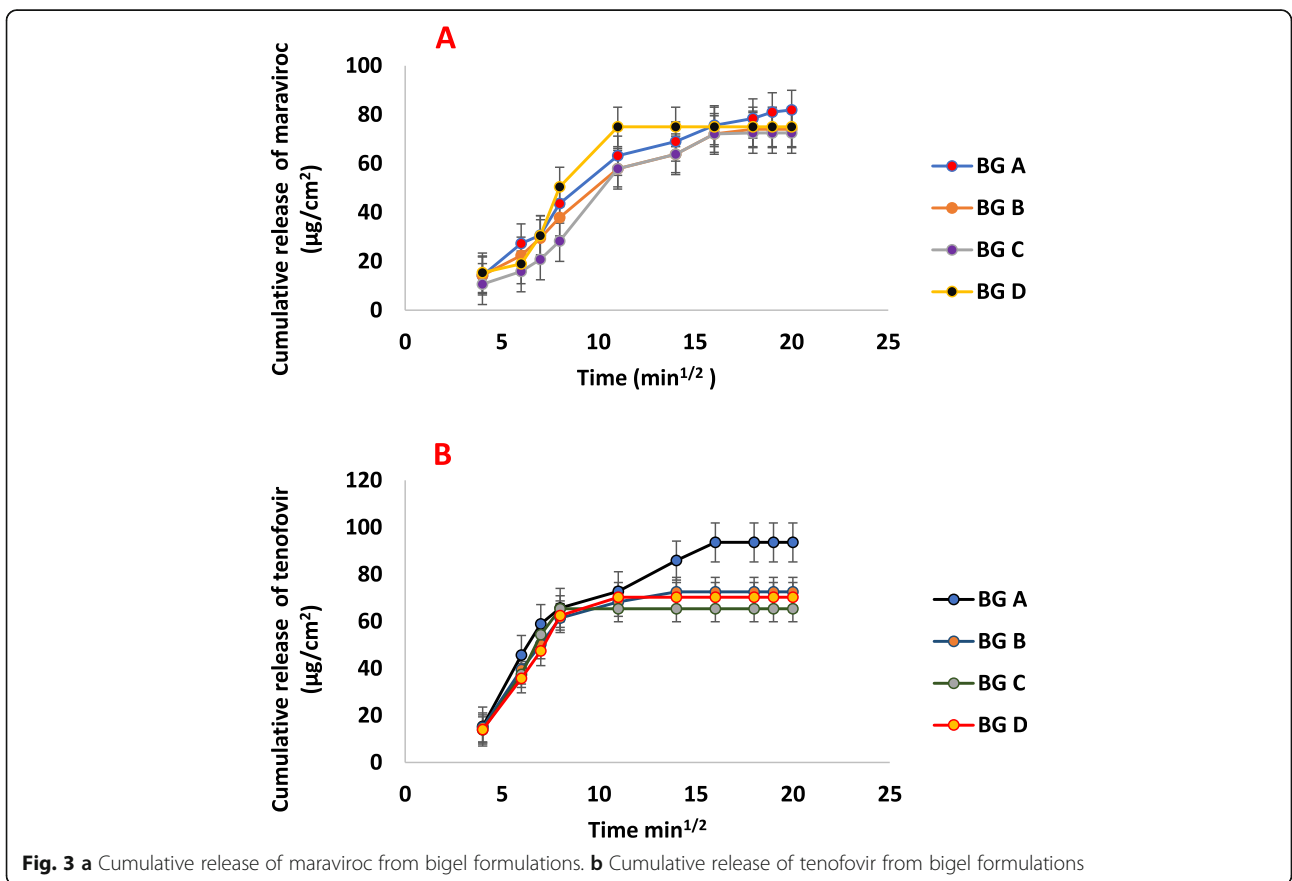 A
Cumulative release of maraviroc
(µg/cm²)
100
80
60
40
20
0
0 5 10 15 20 25
Time (min¹/² )
BG A
BG B
BG C
BG D
B
Cumulative release of tenofovir
(µg/cm²)
120
100
80
60
40
20
0
0 5 10 15 20 25
Time min¹/²
BG A
BG B
BG C
BG D
Fig. 3 a Cumulative release of maraviroc from bigel formulations. b Cumulative release of tenofovir from bigel formulations